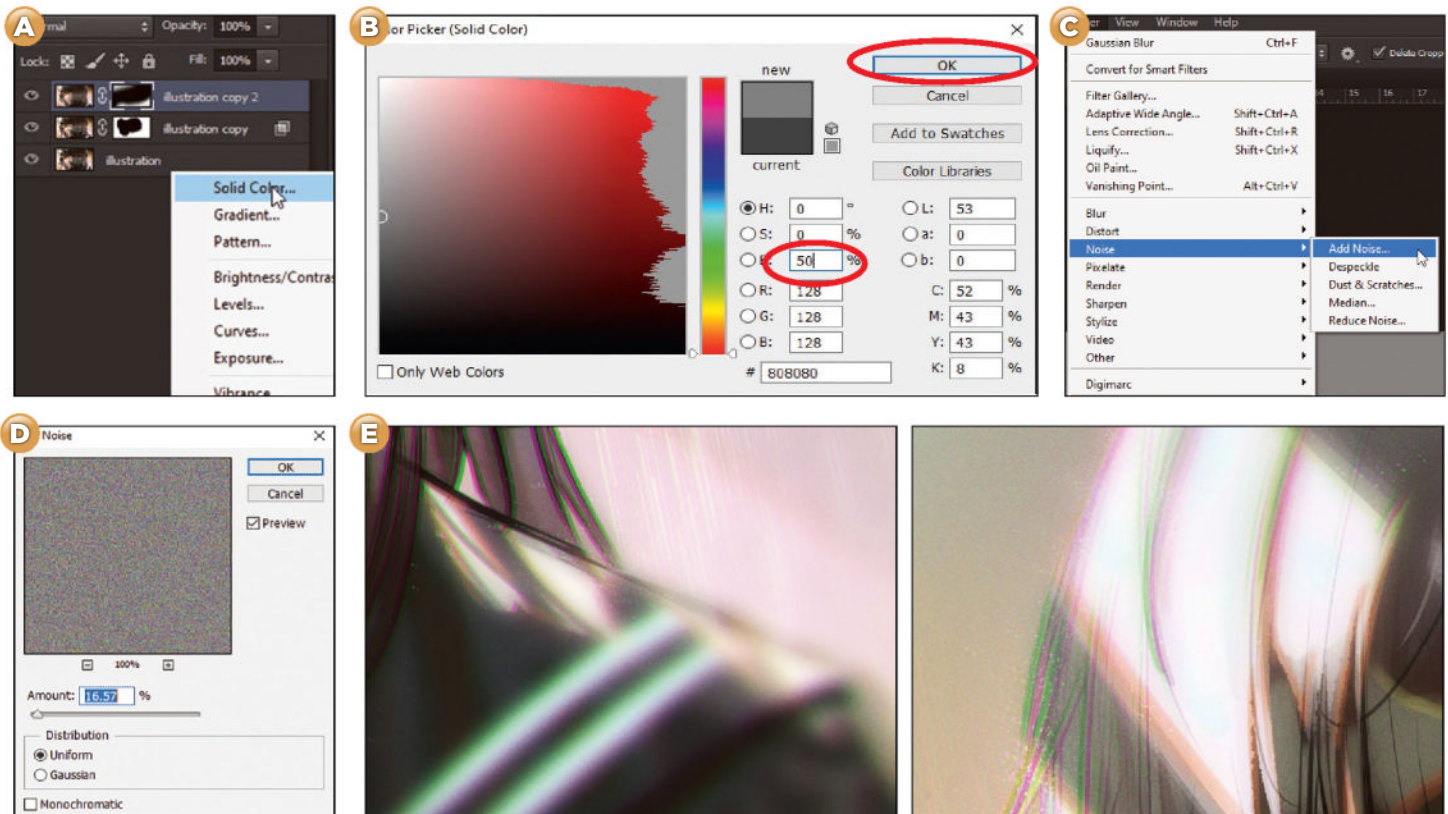 A
Opacity: 100%
Lock:
Fill: 100%
illustration copy 2
illustration copy
illustration
Solid Color...
Gradient...
Pattern...
Brightness/Contras
Levels...
Curves...
Exposure...
Vibrance
B
Picker (Solid Color)
new
current
OK
Cancel
Add to Swatches
Color Libraries
H: 0 °
S: 0 %
B: 50 %
R: 128
G: 128
B: 128
# 808080
L: 53
a: 0
b: 0
C: 52 %
M: 43 %
Y: 43 %
K: 8 %
Only Web Colors
C
View Window Help
Gaussian Blur Ctrl+F
Convert for Smart Filters
Filter Gallery...
Adaptive Wide Angle... Shift+Ctrl+A
Lens Correction... Shift+Ctrl+R
Liquify... Shift+Ctrl+X
Oil Paint...
Vanishing Point... Alt+Ctrl+V
Blur
Distort
Noise
Pixelate
Render
Sharpen
Stylize
Video
Other
Digimarc
Delete Cropp
15 16 17
Add Noise...
Despeckle
Dust & Scratches...
Median...
Reduce Noise...
D
Noise
OK
Cancel
Preview
100%
Amount: 16.57 %
Distribution
Uniform
Gaussian
Monochromatic
E